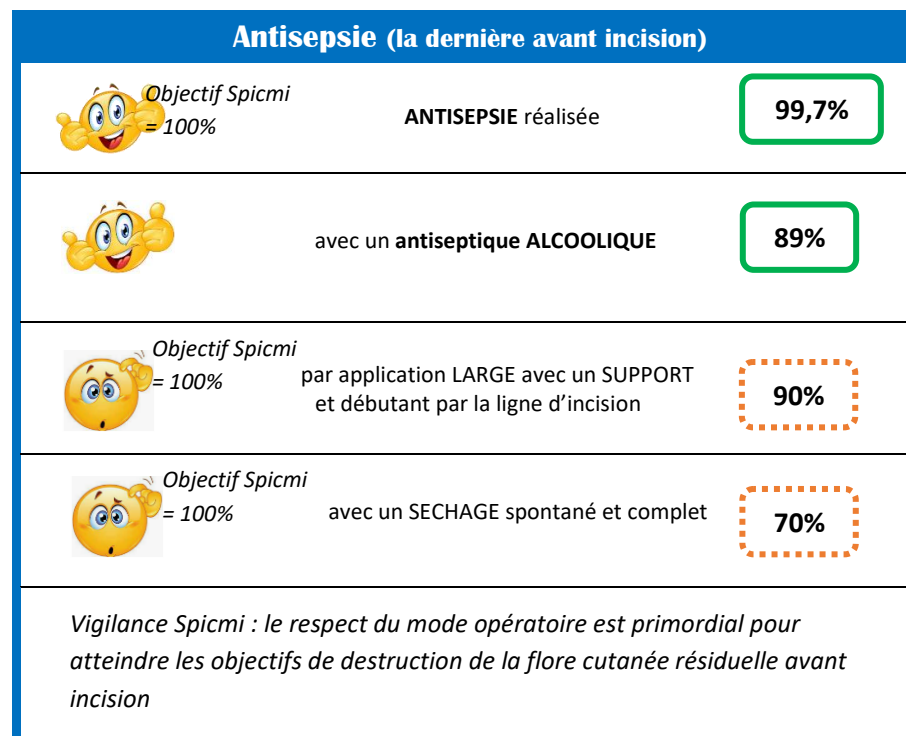 Antisepsie (la dernière avant incision)
Objectif Spicmi
= 100%
ANTISEPSIE réalisée
99,7%
avec un antiseptique ALCOOLIQUE
89%
Objectif Spicmi
= 100%
par application LARGE avec un SUPPORT
et débutant par la ligne d’incision
90%
Objectif Spicmi
= 100%
avec un SECHAGE spontané et complet
70%
Vigilance Spicmi : le respect du mode opératoire est primordial pour
atteindre les objectifs de destruction de la flore cutanée résiduelle avant
incision